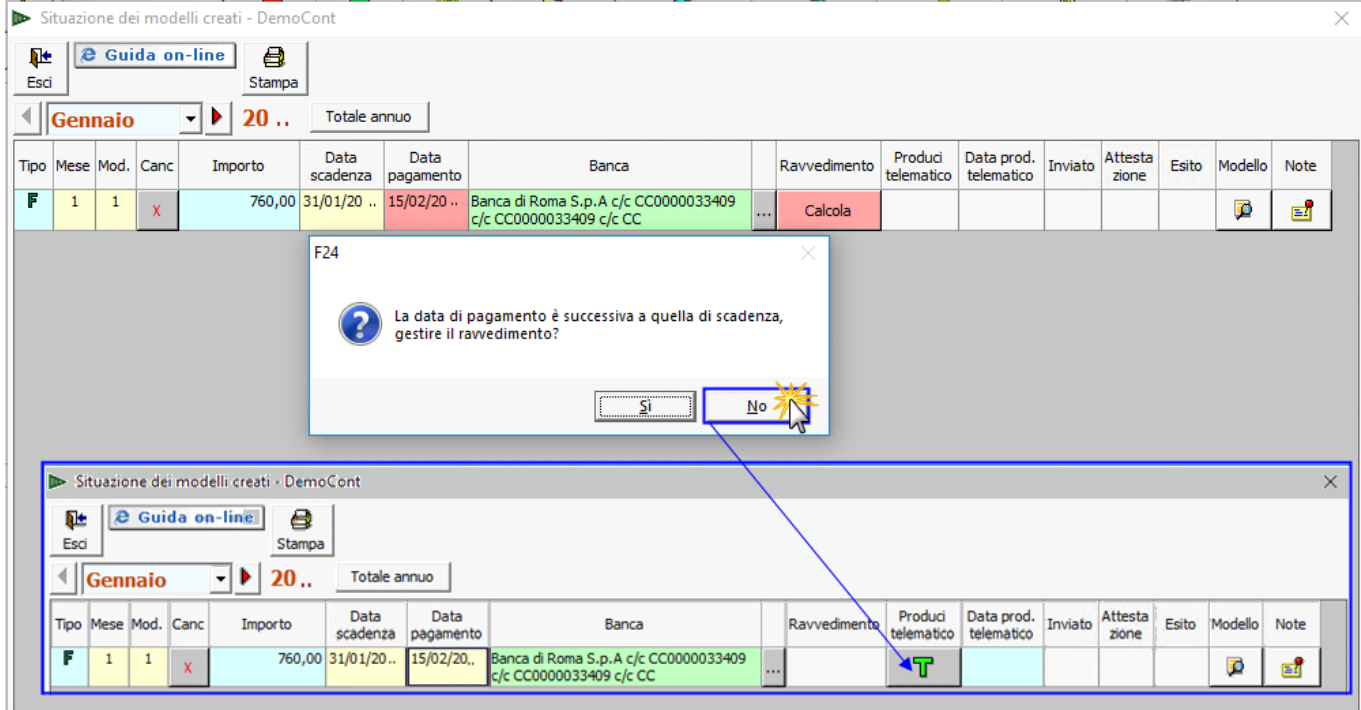 Situazione dei modelli creati - DemoCont
Guida on-line
Esci
Stampa
Gennaio 20 .. Totale annuo
Tipo Mese Mod. Canc Importo Data scadenza Data pagamento Banca Ravvedimento Produci telematico Data prod. telematico Inviato Attesta zione Esito Modello Note
F 1 1 X 760,00 31/01/20 .. 15/02/20 .. Banca di Roma S.p.A c/c CC0000033409 ... Calcola
c/c CC0000033409 c/c CC
F24
La data di pagamento è successiva a quella di scadenza,
gestire il ravvedimento?
Sì No
Situazione dei modelli creati - DemoCont
Guida on-line
Esci
Stampa
Gennaio 20 .. Totale annuo
Tipo Mese Mod. Canc Importo Data scadenza Data pagamento Banca Ravvedimento Produci telematico Data prod. telematico Inviato Attesta zione Esito Modello Note
F 1 1 X 760,00 31/01/20.. 15/02/20.. Banca di Roma S.p.A c/c CC0000033409 ... T
c/c CC0000033409 c/c CC